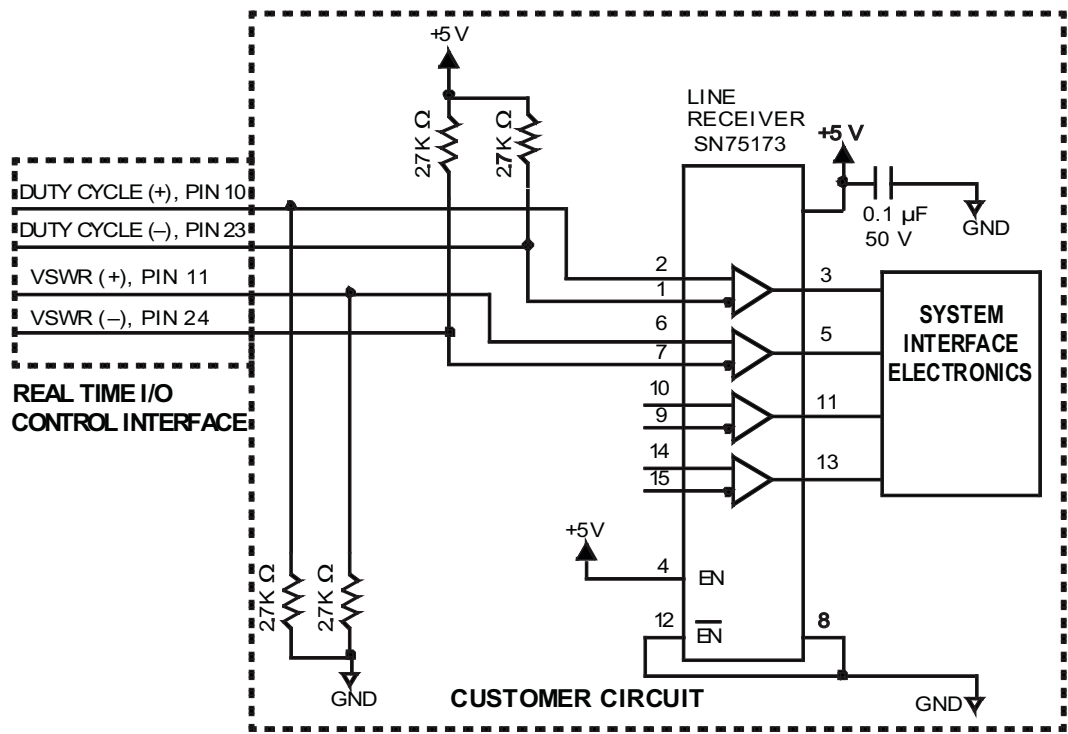 +5 V
LINE
RECEIVER
SN75173
+5 V
27K Ω
27K Ω
0.1 µF
50 V
GND
DUTY CYCLE (+), PIN 10
DUTY CYCLE (–), PIN 23
VSWR (+), PIN 11
VSWR (–), PIN 24
REAL TIME I/O
CONTROL INTERFACE
2
1
3
6
7
5
10
9
11
14
15
13
SYSTEM
INTERFACE
ELECTRONICS
+5V
4
EN
12
EN
8
27K Ω
27K Ω
GND
CUSTOMER CIRCUIT
GND